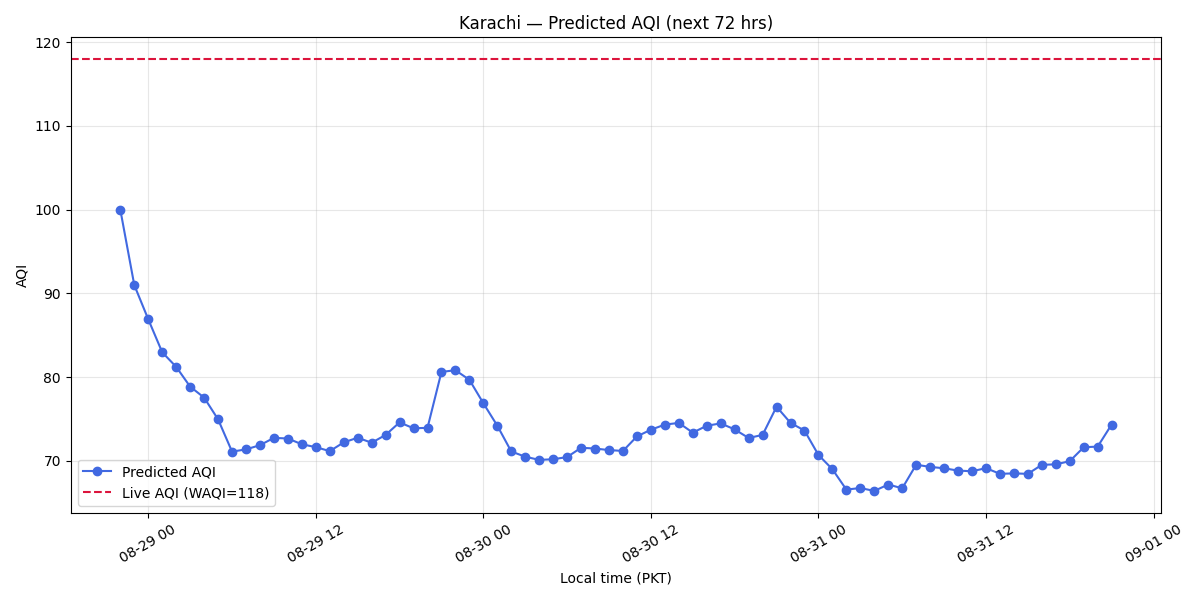 Karachi — Predicted AQI (next 72 hrs)
120
110
100
90
80
70
AQI
Predicted AQI
Live AQI (WAQI=118)
08-29 00
08-29 12
08-30 00
08-30 12
08-31 00
08-31 12
09-01 00
Local time (PKT)